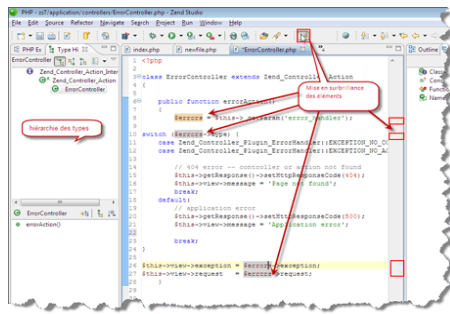 PHP - zs7/application/controllers/ErrorController.php - Zend Studio
File Edit Source Refactor Navigate Search Project Run Window Help
PHP Ex Type Hi
index.php newfile.php *ErrorController.php
Outline
ErrorController
Zend_Controller_Action_Inter
Zend_Controller_Action
ErrorController
hiérarchie des types
ErrorController
errorAction()
1 <?php
class ErrorController extends Zend_Controller_Action
{
public function errorAction()
{
$errors = $this->
switch ($errors->type) {
case Zend_Controller_Plugin_ErrorHandler::EXCEPTION_NO_CO
case Zend_Controller_Plugin_ErrorHandler::EXCEPTION_NO_A
// 404 error -- controller or action not found
$this->getResponse()->setHttpResponseCode(404);
$this->view->message = 'Page not found';
break;
default:
// application error
$this->getResponse()->setHttpResponseCode(500);
$this->view->message = 'Application error';
break;
}
$this->view->exception = $errors->exception;
$this->view->request = $errors->request;
}
Mise en surbrillance
des éléments